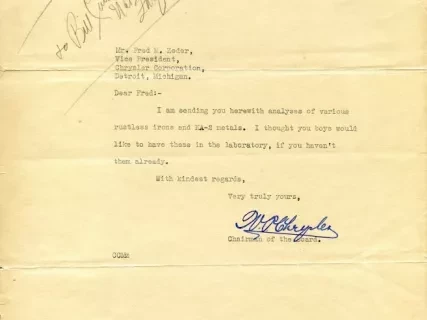 to Bill
Mr. Fred M. Zeder,
Vice President,
Chrysler Corporation,
Detroit, Michigan.
Dear Fred:-
I am sending you herewith analyses of various
rustless irons and KA-2 metals. I thought you boys would
like to have these in the laboratory, if you haven't
them already.
With kindest regards,
Very truly yours,
W.P. Chrysler
Chairman of the Board.